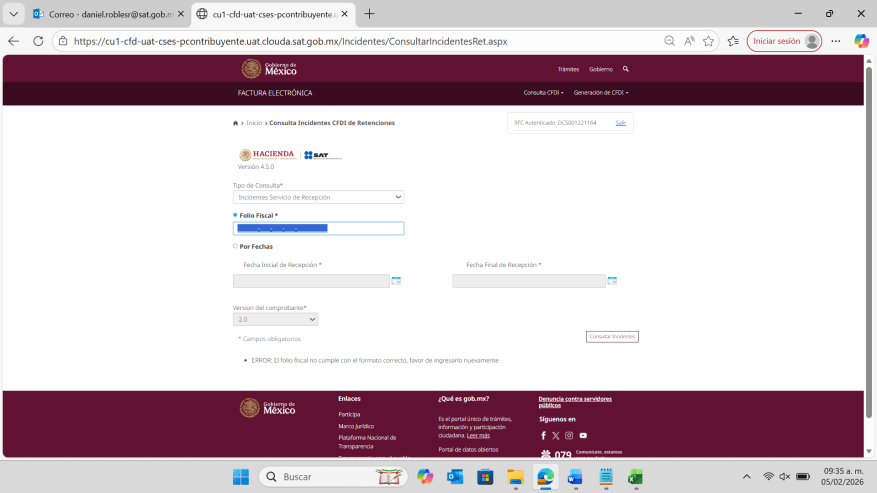 Correo - daniel.roblesr@sat.gob.m
cu1-cfd-uat-cses-pcontribuyente.u
https://cu1-cfd-uat-cses-pcontribuyente.uat.clouda.sat.gob.mx/Incidentes/ConsultarIncidentesRet.aspx
Iniciar sesión
Gobierno de
México
Trámites Gobierno
FACTURA ELECTRÓNICA
Consulta CFDI Generación de CFDI
Inicio > Consulta Incidentes CFDI de Retenciones
RFC Autenticado: DCS001221164 Salir
HACIENDA SAT
Versión 4.5.0
Tipo de Consulta*
Incidentes Servicio de Recepción
Folio Fiscal *
Por Fechas
Fecha Inicial de Recepción * Fecha Final de Recepción *
Version del comprobante*
2.0
* Campos obligatorios
Consultar Incidentes
ERROR: El folio fiscal no cumple con el formato correcto, favor de ingresarlo nuevamente
Gobierno de
México
Enlaces
Participa
Marco Jurídico
Plataforma Nacional de
Transparencia
¿Qué es gob.mx?
Es el portal único de trámites,
información y participación
ciudadana. Leer más
Portal de datos abiertos
Denuncia contra servidores
públicos
Síguenos en
079 Comunícate, estamos
Buscar
09:35 a. m.
05/02/2026